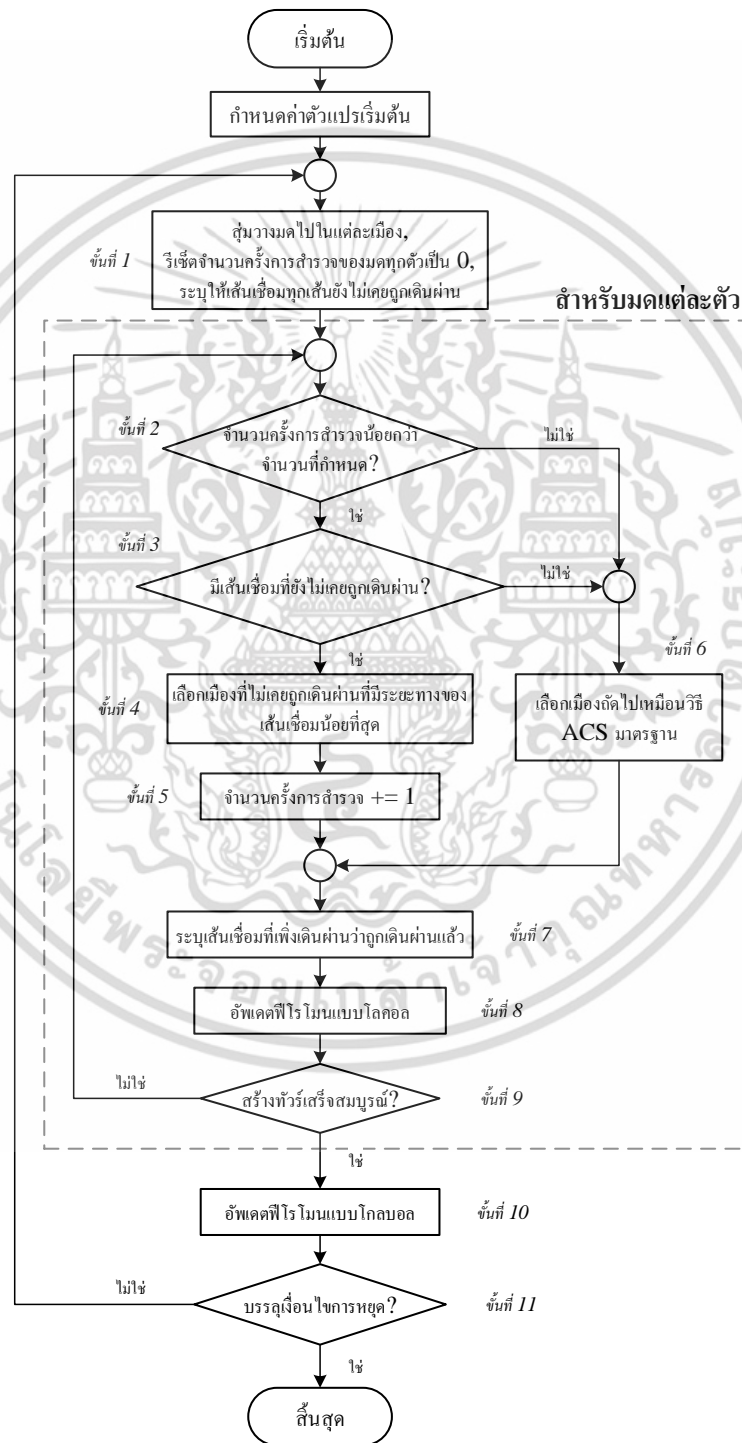 เริ่มต้น
กำหนดค่าตัวแปรเริ่มต้น
สุ่มวางมดไปในแต่ละเมือง,
ขั้นที่ 1
รีเซ็ตจำนวนครั้งการสำรวจของมดทุกตัวเป็น 0,
ระบุให้เส้นเชื่อมทุกเส้นยังไม่เคยถูกเดินผ่าน
สำหรับมดแต่ละตัว
ขั้นที่ 2
จำนวนครั้งการสำรวจน้อยกว่า
จำนวนที่กำหนด?
ไม่ใช่
ใช่
ขั้นที่ 3
มีเส้นเชื่อมที่ยังไม่เคยถูกเดินผ่าน?
ไม่ใช่
ใช่
ขั้นที่ 6
ขั้นที่ 4
เลือกเมืองที่ไม่เคยถูกเดินผ่านที่มีระยะทางของ
เส้นเชื่อมน้อยที่สุด
เลือกเมืองถัดไปเหมือนวิธี
ACS มาตรฐาน
ขั้นที่ 5
จำนวนครั้งการสำรวจ += 1
ระบุเส้นเชื่อมที่เพิ่งเดินผ่านว่าถูกเดินผ่านแล้ว
ขั้นที่ 7
อัพเดตฟีโรโมนแบบโลคอล
ขั้นที่ 8
ไม่ใช่
สร้างทัวร์เสร็จสมบูรณ์?
ขั้นที่ 9
ใช่
อัพเดตฟีโรโมนแบบโกลบอล
ขั้นที่ 10
ไม่ใช่
บรรลุเงื่อนไขการหยุด?
ขั้นที่ 11
ใช่
สิ้นสุด